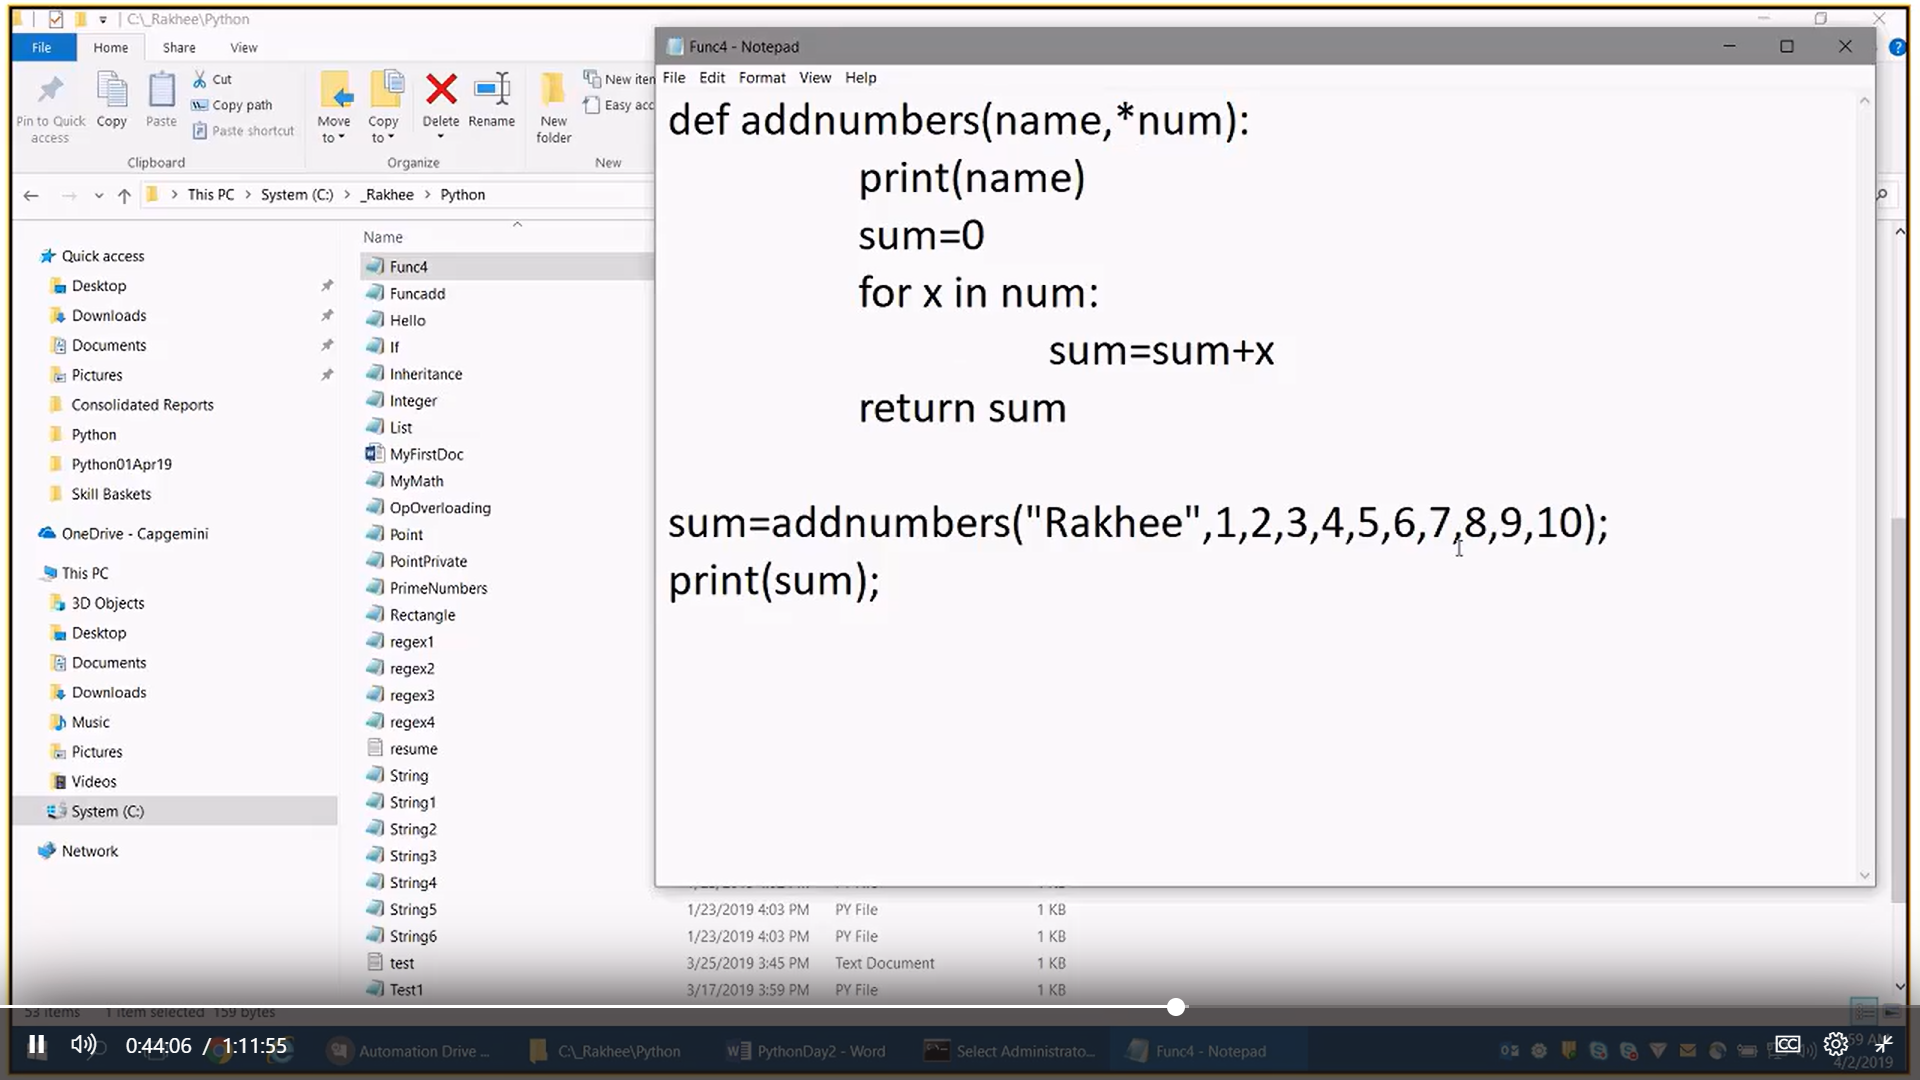 C:\_Rakhee\Python
File Home Share View
Pin to Quick access
Copy
Paste
Cut
Copy path
Paste shortcut
Clipboard
Move to
Copy to
Delete
Rename
Organize
New folder
New
Easy
This PC System (C:) _Rakhee Python
Quick access
Desktop
Downloads
Documents
Pictures
Consolidated Reports
Python
Python01Apr19
Skill Baskets
OneDrive - Capgemini
This PC
3D Objects
Desktop
Documents
Downloads
Music
Pictures
Videos
System (C:)
Network
Name
Func4
Funcadd
Hello
If
Inheritance
Integer
List
MyFirstDoc
MyMath
OpOverloading
Point
PointPrivate
PrimeNumbers
Rectangle
regex1
regex2
regex3
regex4
resume
String
String1
String2
String3
String4
String5 1/23/2019 4:03 PM PY File 1 KB
String6 1/23/2019 4:03 PM PY File 1 KB
test 3/25/2019 3:45 PM Text Document 1 KB
Test1 3/17/2019 3:59 PM PY File 1 KB
53 items 1 item selected 159 bytes
Func4 - Notepad
File Edit Format View Help
def addnumbers(name,*num):
print(name)
sum=0
for x in num:
sum=sum+x
return sum
sum=addnumbers("Rakhee",1,2,3,4,5,6,7,8,9,10);
print(sum);
0:44:06 / 1:11:55
Automation Drive ...
C:\_Rakhee\Python
PythonDay2 - Word
Select Administrato...
Func4 - Notepad
CC
4/2/2019